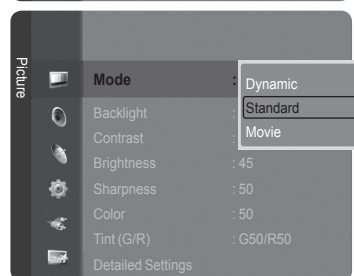 Picture
Mode : Dynamic
Backlight : Standard
Contrast : Movie
Brightness : 45
Sharpness : 50
Color : 50
Tint (G/R) : G50/R50
Detailed Settings